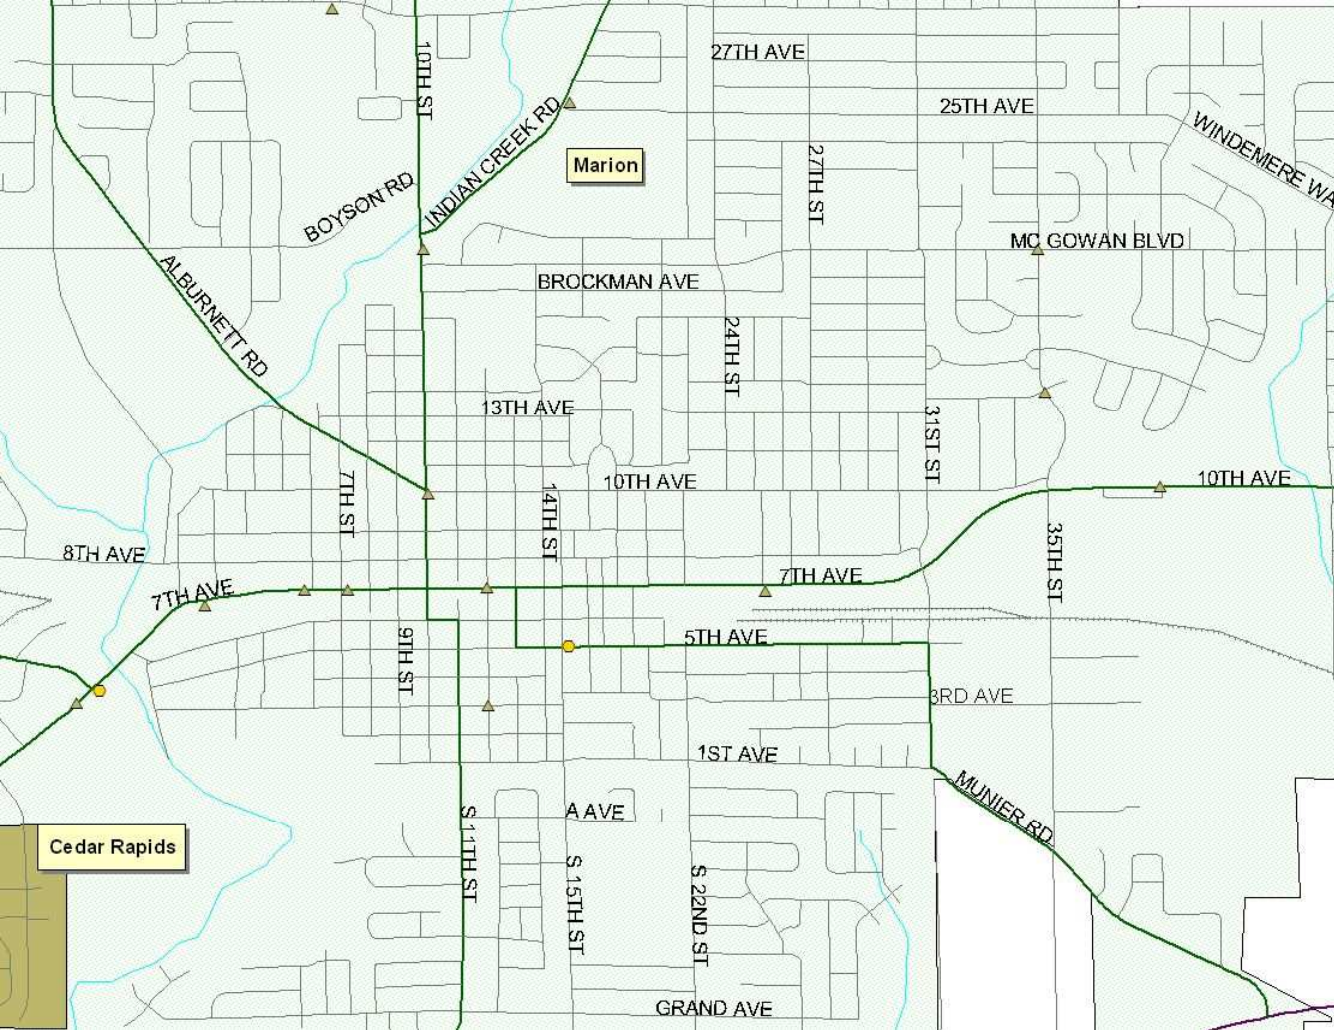 27TH AVE
10TH ST
INDIAN CREEK RD
25TH AVE
WINDEMERE WA
Marion
27TH ST
BOYSON RD
MC GOWAN BLVD
ALBURNETT RD
BROCKMAN AVE
24TH ST
13TH AVE
31ST ST
7TH ST
14TH ST
10TH AVE
10TH AVE
8TH AVE
35TH ST
7TH AVE
7TH AVE
9TH ST
5TH AVE
3RD AVE
1ST AVE
MUNIER RD
S 11TH ST
A AVE
Cedar Rapids
S 15TH ST
S 22ND ST
GRAND AVE